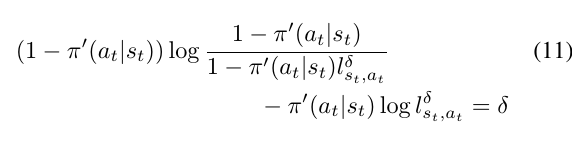 (1 − π′(a_t|s_t)) log \frac{1 − π′(a_t|s_t)}{1 − π′(a_t|s_t)l^δ_{s_t,a_t}} (11)
− π′(a_t|s_t) log l^δ_{s_t,a_t} = δ